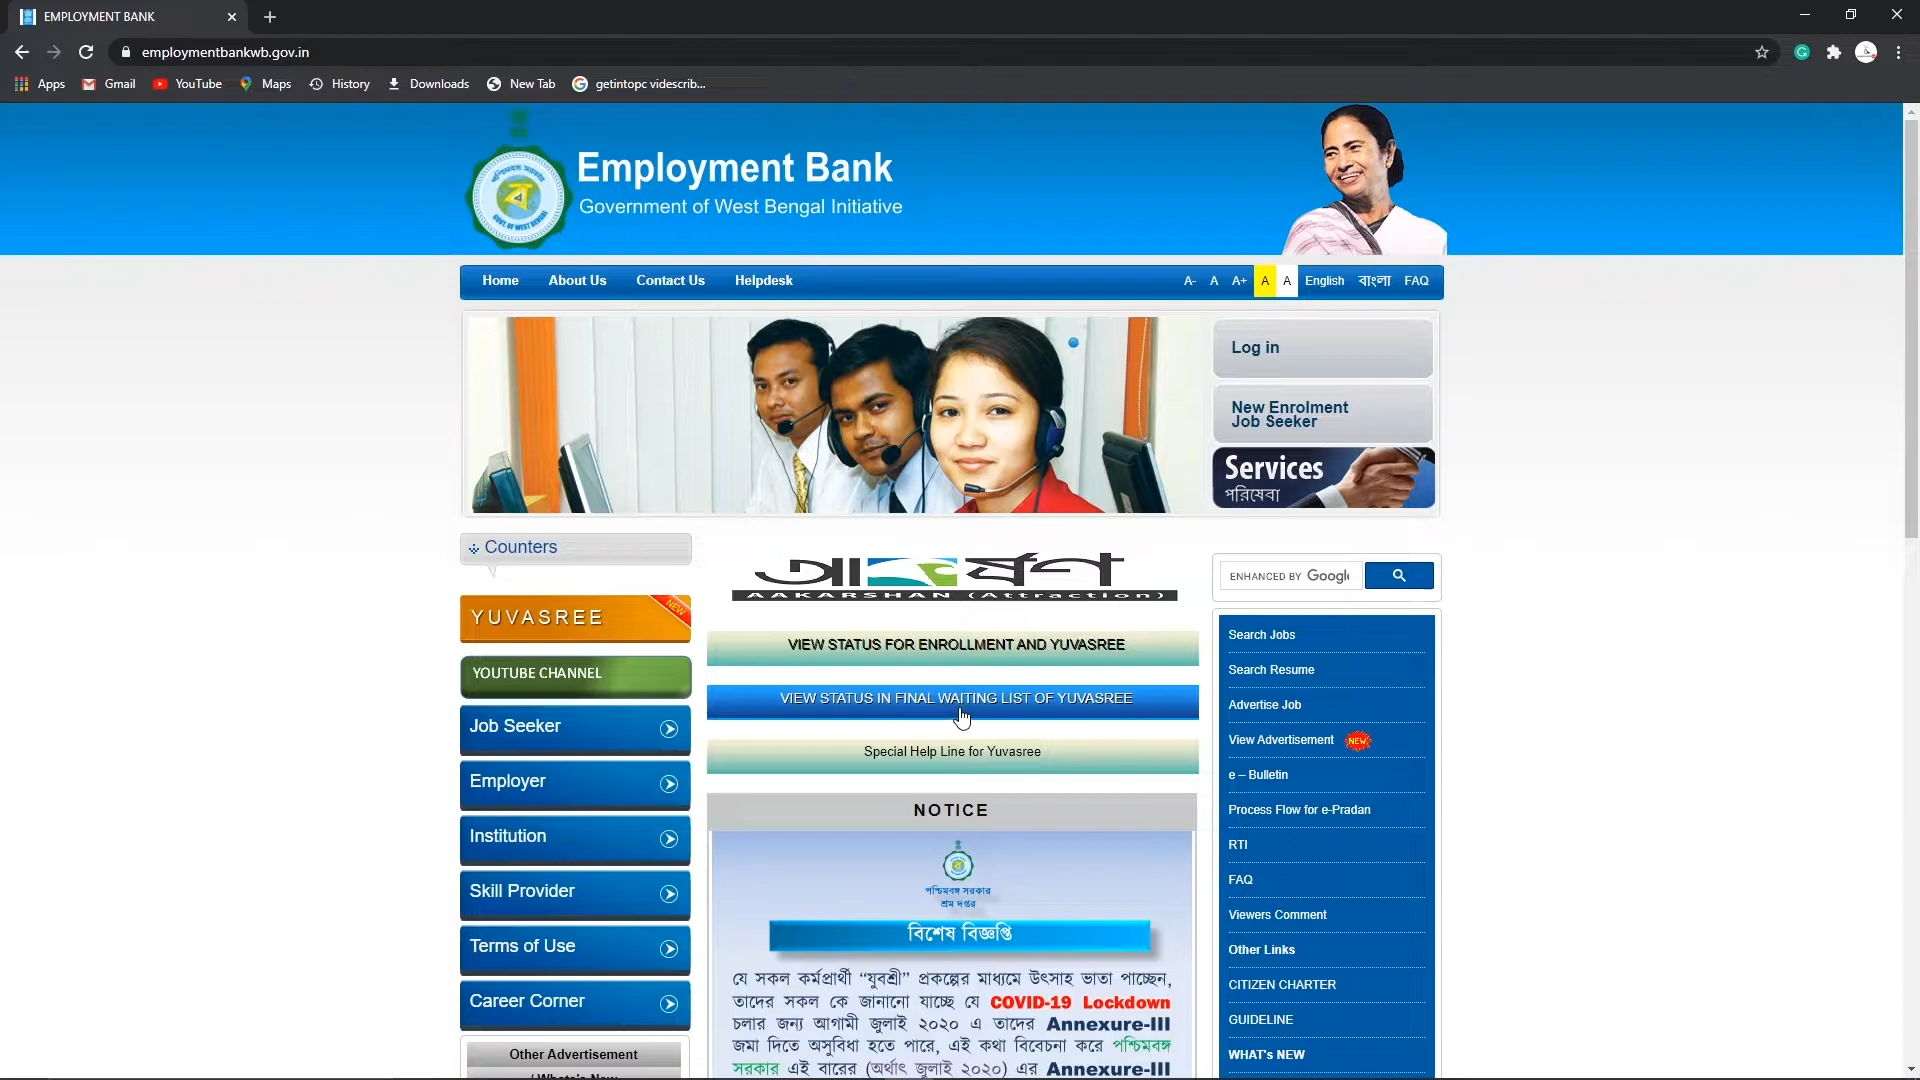 EMPLOYMENT BANK
employmentbankwb.gov.in
Apps Gmail YouTube Maps History Downloads New Tab getintopc videscrib...
Employment Bank
Government of West Bengal Initiative
Home About Us Contact Us Helpdesk A- A A+ A A English বাংলা FAQ
Log in
New Enrolment
Job Seeker
Services
পরিষেবা
Counters
YUVASREE NEW
YOUTUBE CHANNEL
Job Seeker
Employer
Institution
Skill Provider
Terms of Use
Career Corner
Other Advertisement
/ Whats's New
আকর্ষণ
AAKARSHAN (Attraction)
VIEW STATUS FOR ENROLLMENT AND YUVASREE
VIEW STATUS IN FINAL WAITING LIST OF YUVASREE
Special Help Line for Yuvasree
NOTICE
পশ্চিমবঙ্গ সরকার
শ্রম দপ্তর
বিশেষ বিজ্ঞপ্তি
যে সকল কর্মপ্রার্থী “যুবশ্রী” প্রকল্পের মাধ্যমে উৎসাহ ভাতা পাচ্ছেন,
তাদের সকল কে জানানো যাচ্ছে যে COVID-19 Lockdown
চলার জন্য আগামী জুলাই ২০২০ এ তাদের Annexure-III
জমা দিতে অসুবিধা হতে পারে, এই কথা বিবেচনা করে পশ্চিমবঙ্গ
সরকার এই বারের (অর্থাৎ জুলাই ২০২০) এর Annexure-III
ENHANCED BY Google
Search Jobs
Search Resume
Advertise Job
View Advertisement NEW
e – Bulletin
Process Flow for e-Pradan
RTI
FAQ
Viewers Comment
Other Links
CITIZEN CHARTER
GUIDELINE
WHAT's NEW